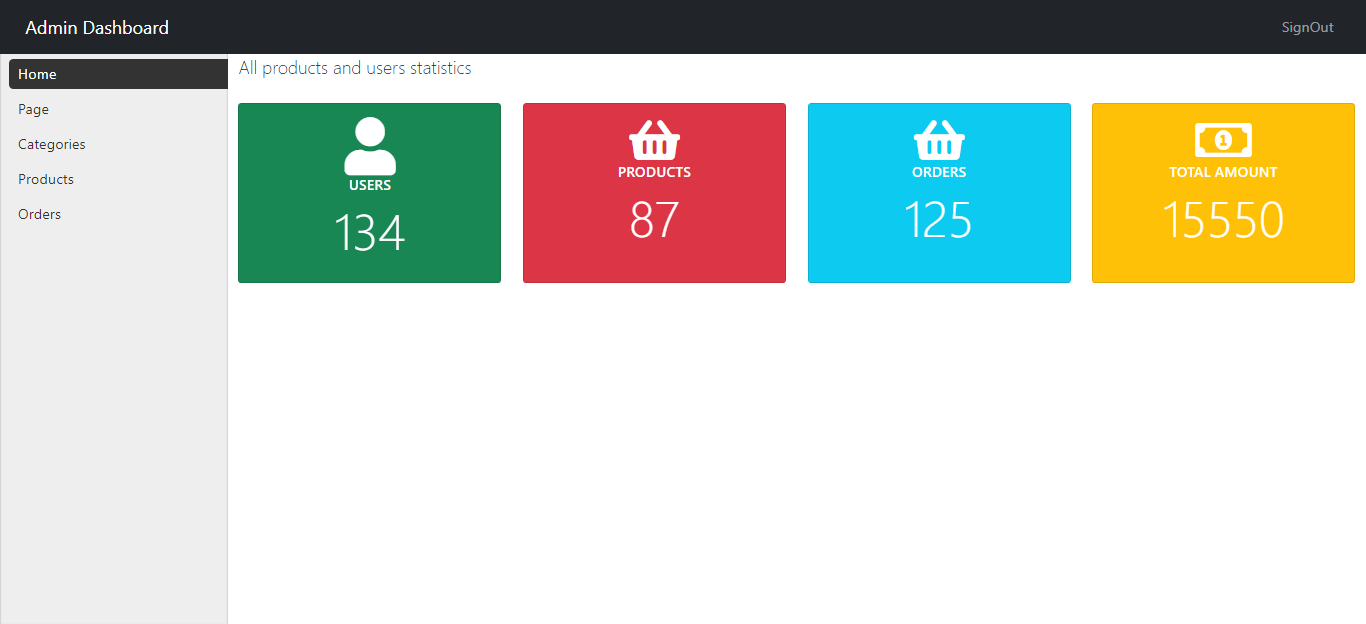 Admin Dashboard
SignOut
Home
Page
Categories
Products
Orders
All products and users statistics
USERS
134
PRODUCTS
87
ORDERS
125
1
TOTAL AMOUNT
15550